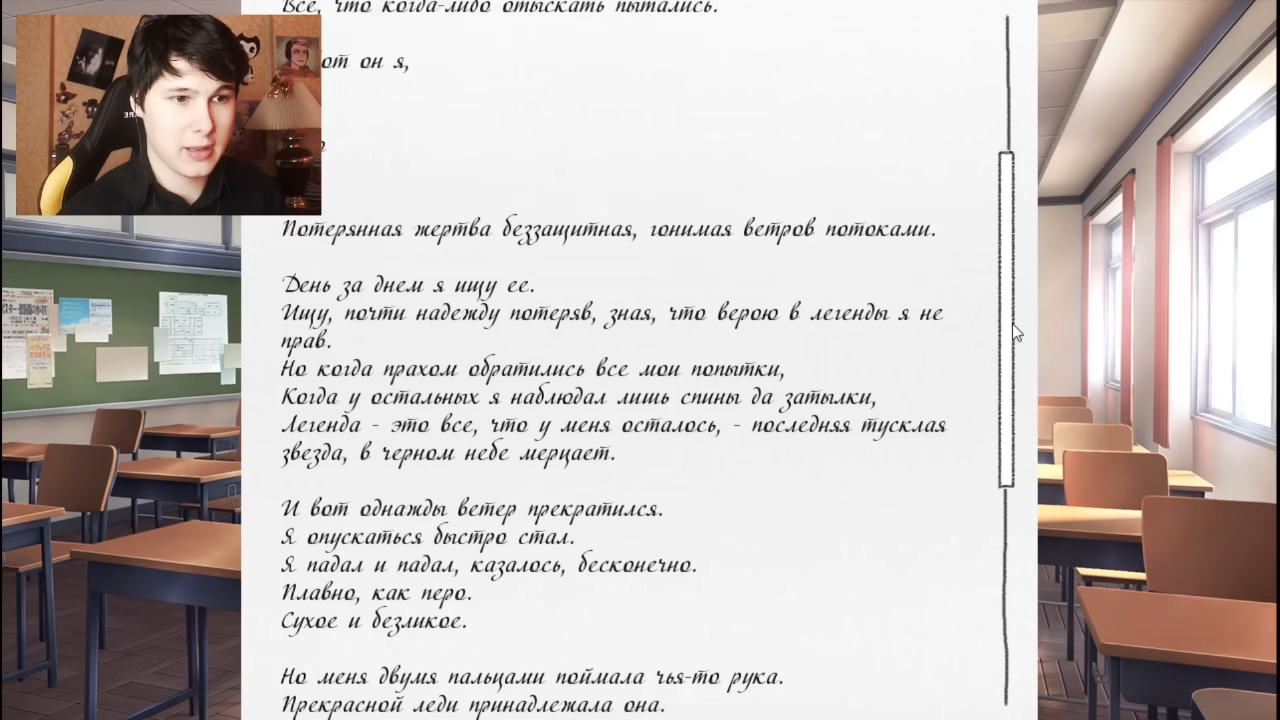 Все, что когда-либо отыскать пытались.
от он я,
Потерянная жертва беззащитная, гонимая ветров потоками.
День за днем я ищу ее.
Ищу, почти надежду потеряв, зная, что верою в легенды я не
прав.
Но когда прахом обратились все мои попытки,
Когда у остальных я наблюдал лишь спины да затылки,
Легенда - это все, что у меня осталось, - последняя тусклая
звезда, в черном небе мерцает.
И вот однажды ветер прекратился.
Я опускаться быстро стал.
Я падал и падал, казалось, бесконечно.
Плавно, как перо.
Сухое и безликое.
Но меня двумя пальцами поймала чья-то рука.
Прекрасной леди принадлежала она.